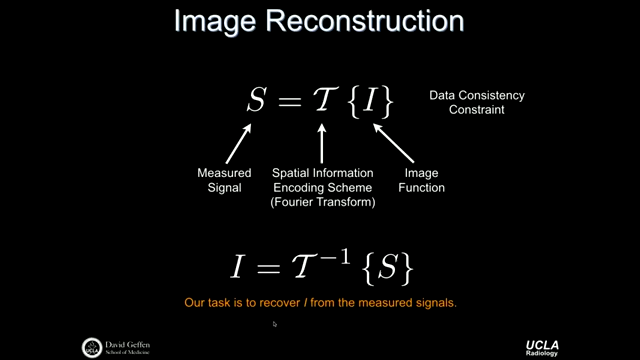 Image Reconstruction
S = 𝒯 {I}
Data Consistency
Constraint
Measured
Signal
Spatial Information
Encoding Scheme
(Fourier Transform)
Image
Function
I = 𝒯⁻¹ {S}
Our task is to recover I from the measured signals.
UCLA
David Geffen
School of Medicine
UCLA
Radiology